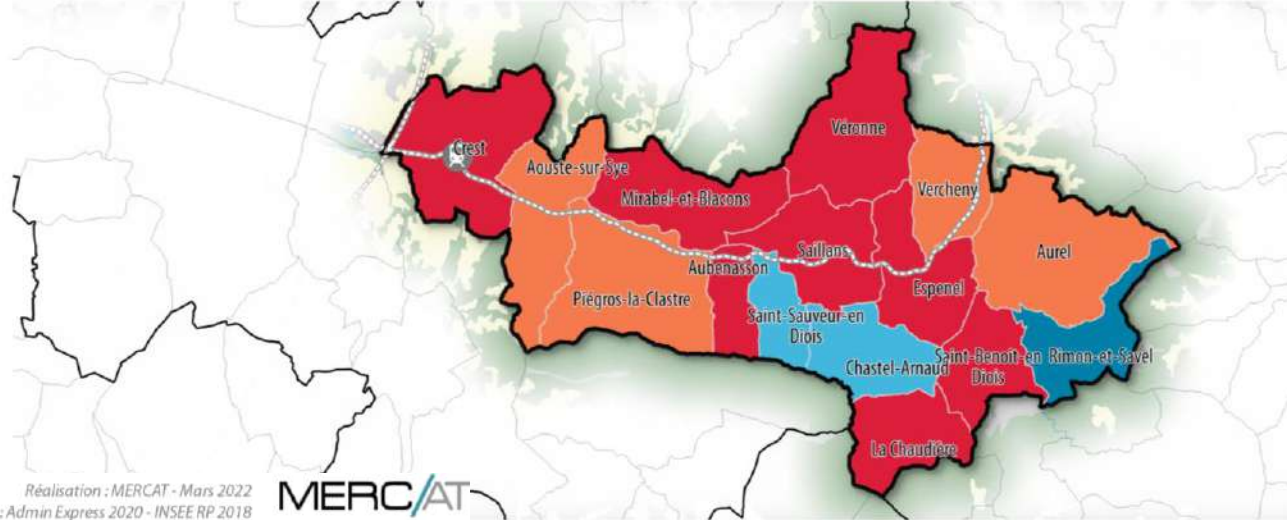 Crest
Aouste-sur-Sye
Véronne
Mirabel-et-Blacons
Vercheny
Saillans
Aurel
Aubenasson
Espenel
Piégros-la-Clastre
Saint-Sauveur-en
Diois
Chastel-Arnaud
Saint-Benoit-en
Diois
Rimon-et-Savel
La Chaudière
Réalisation : MERCAT - Mars 2022
: Admin Express 2020 - INSEE RP 2018
MERC/AT